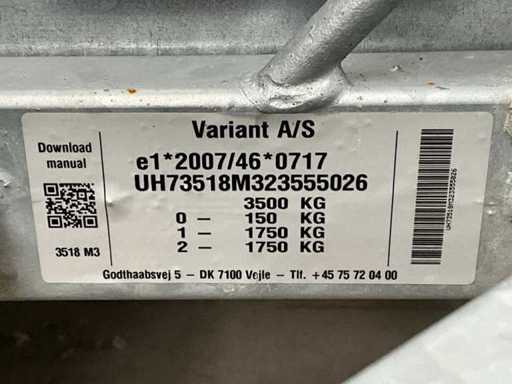 Variant A/S
Download
manual
e1*2007/46*0717
UH73518M323555026
3500 KG
0 – 150 KG
1 – 1750 KG
2 – 1750 KG
3518 M3
Godthaabsvej 5 – DK 7100 Vejle – Tlf. +45 75 72 04 00
UH73518M323555026